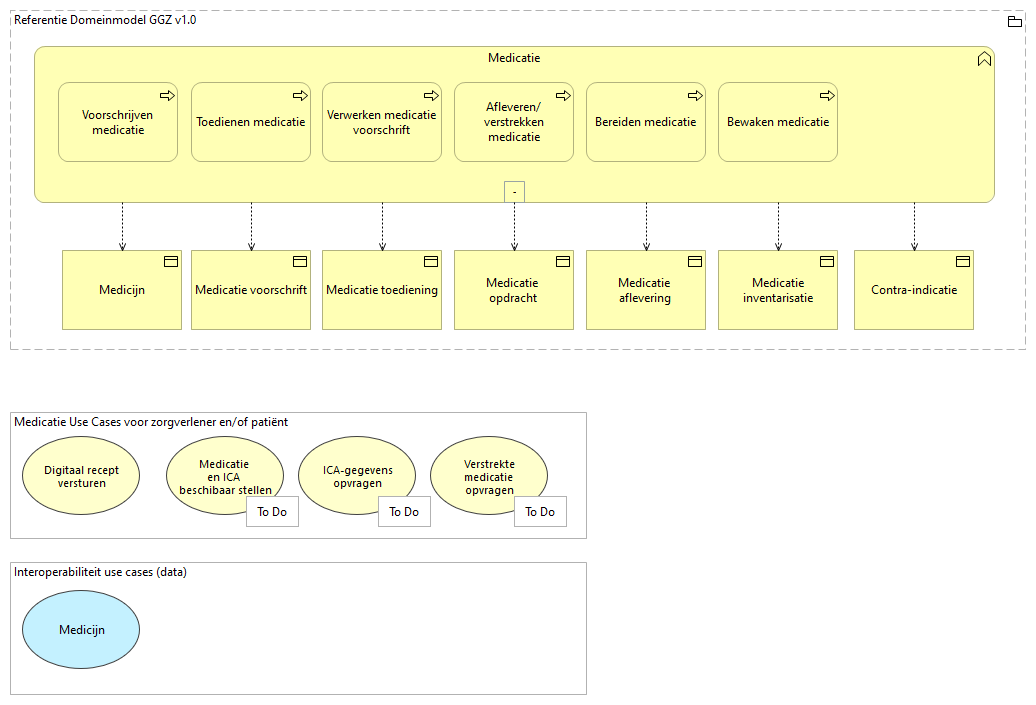 Referentie Domeinmodel GGZ v1.0
Medicatie
Voorschrijven
medicatie
Toedienen medicatie
Verwerken medicatie
voorschrift
Afleveren/
verstrekken
medicatie
Bereiden medicatie
Bewaken medicatie
-
Medicijn
Medicatie voorschrift
Medicatie toediening
Medicatie
opdracht
Medicatie
aflevering
Medicatie
inventarisatie
Contra-indicatie
Medicatie Use Cases voor zorgverlener en/of patiënt
Digitaal recept
versturen
Medicatie
en ICA
beschibaar stellen
To Do
ICA-gegevens
opvragen
To Do
Verstrekte
medicatie
opvragen
To Do
Interoperabiliteit use cases (data)
Medicijn